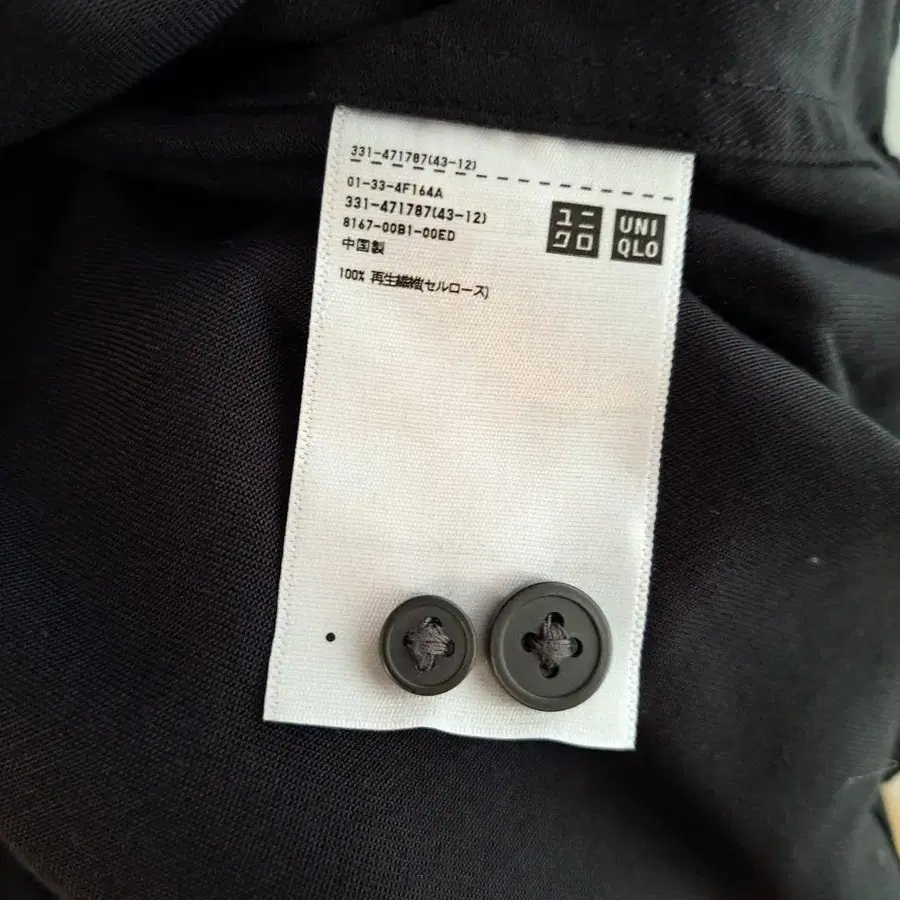 331-471787(43-12)
01-33-4F164A
331-471787(43-12)
8167-00B1-00ED
中国製
100% 再生繊維(セルロース)
ユニ
クロ
UNI
QLO